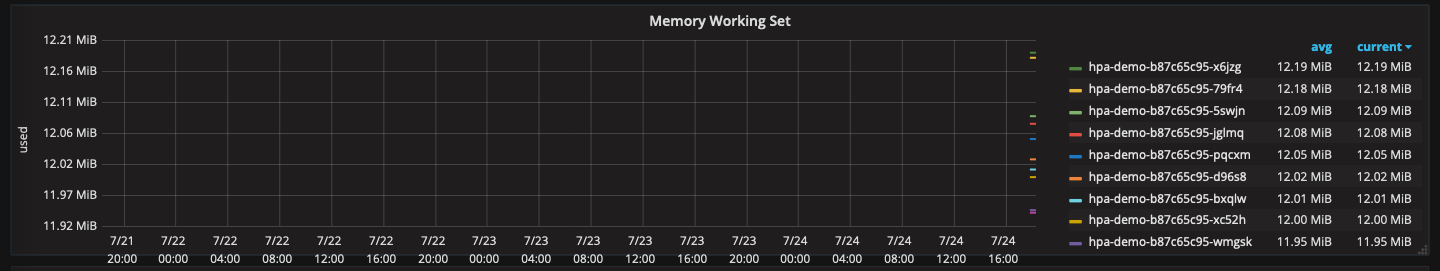 Memory Working Set
12.21 MiB
12.16 MiB
12.11 MiB
12.06 MiB
12.02 MiB
11.97 MiB
11.92 MiB
used
7/21 7/22 7/22 7/22 7/22 7/22 7/22 7/23 7/23 7/23 7/23 7/23 7/23 7/24 7/24 7/24 7/24 7/24
20:00 00:00 04:00 08:00 12:00 16:00 20:00 00:00 04:00 08:00 12:00 16:00 20:00 00:00 04:00 08:00 12:00 16:00
avg current
hpa-demo-b87c65c95-x6jzg 12.19 MiB 12.19 MiB
hpa-demo-b87c65c95-79fr4 12.18 MiB 12.18 MiB
hpa-demo-b87c65c95-5swjn 12.09 MiB 12.09 MiB
hpa-demo-b87c65c95-jglmq 12.08 MiB 12.08 MiB
hpa-demo-b87c65c95-pqcxm 12.05 MiB 12.05 MiB
hpa-demo-b87c65c95-d96s8 12.02 MiB 12.02 MiB
hpa-demo-b87c65c95-bxqlw 12.01 MiB 12.01 MiB
hpa-demo-b87c65c95-xc52h 12.00 MiB 12.00 MiB
hpa-demo-b87c65c95-wmgsk 11.95 MiB 11.95 MiB